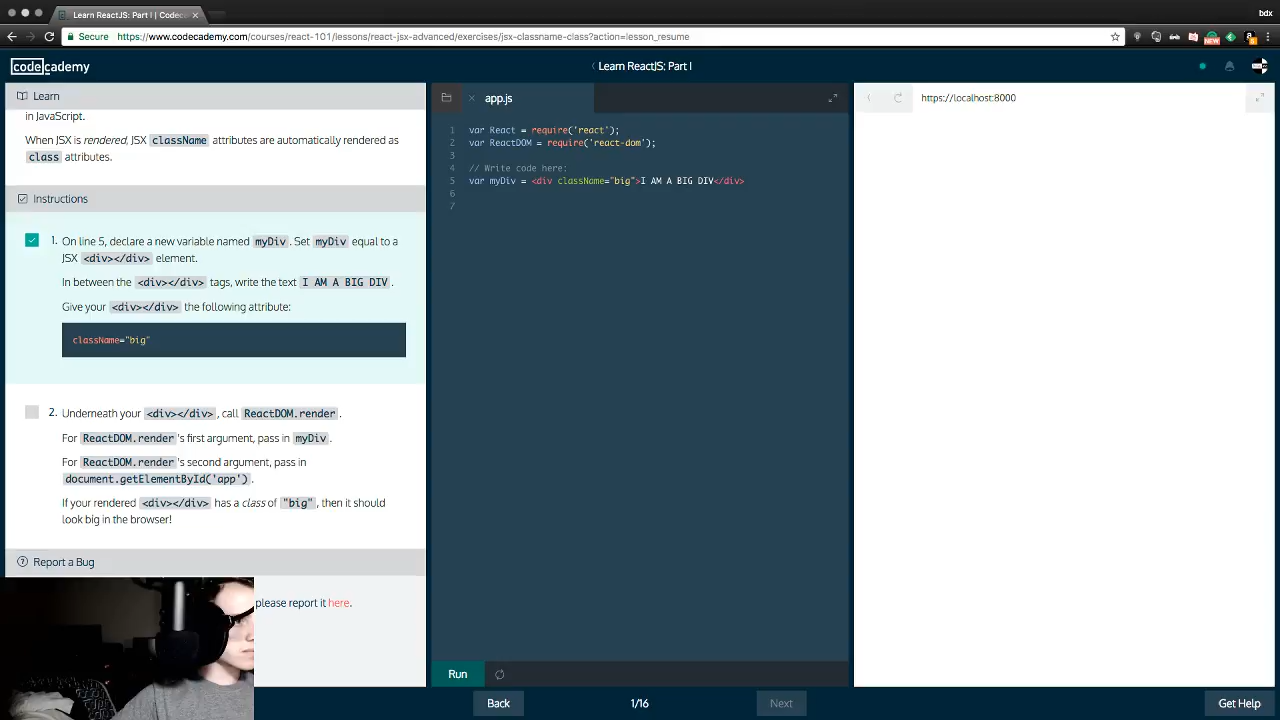 Learn ReactJS: Part I | Codec
bdx
Secure https://www.codecademy.com/courses/react-101/lessons/react-jsx-advanced/exercises/jsx-classname-class?action=lesson_resume
NEW
codecademy
Learn ReactJS: Part I
Learn
in JavaScript.
When JSX is rendered, JSX className attributes are automatically rendered as
class attributes.
Instructions
1. On line 5, declare a new variable named myDiv. Set myDiv equal to a
JSX <div></div> element.
In between the <div></div> tags, write the text I AM A BIG DIV.
Give your <div></div> the following attribute:
className="big"
2. Underneath your <div></div>, call ReactDOM.render.
For ReactDOM.render's first argument, pass in myDiv.
For ReactDOM.render's second argument, pass in
document.getElementById('app').
If your rendered <div></div> has a class of "big", then it should
look big in the browser!
Report a Bug
please report it here.
app.js
1 var React = require('react');
2 var ReactDOM = require('react-dom');
3
4 // Write code here:
5 var myDiv = <div className="big">I AM A BIG DIV</div>
6
7
Run
https://localhost:8000
Back
1/16
Next
Get Help